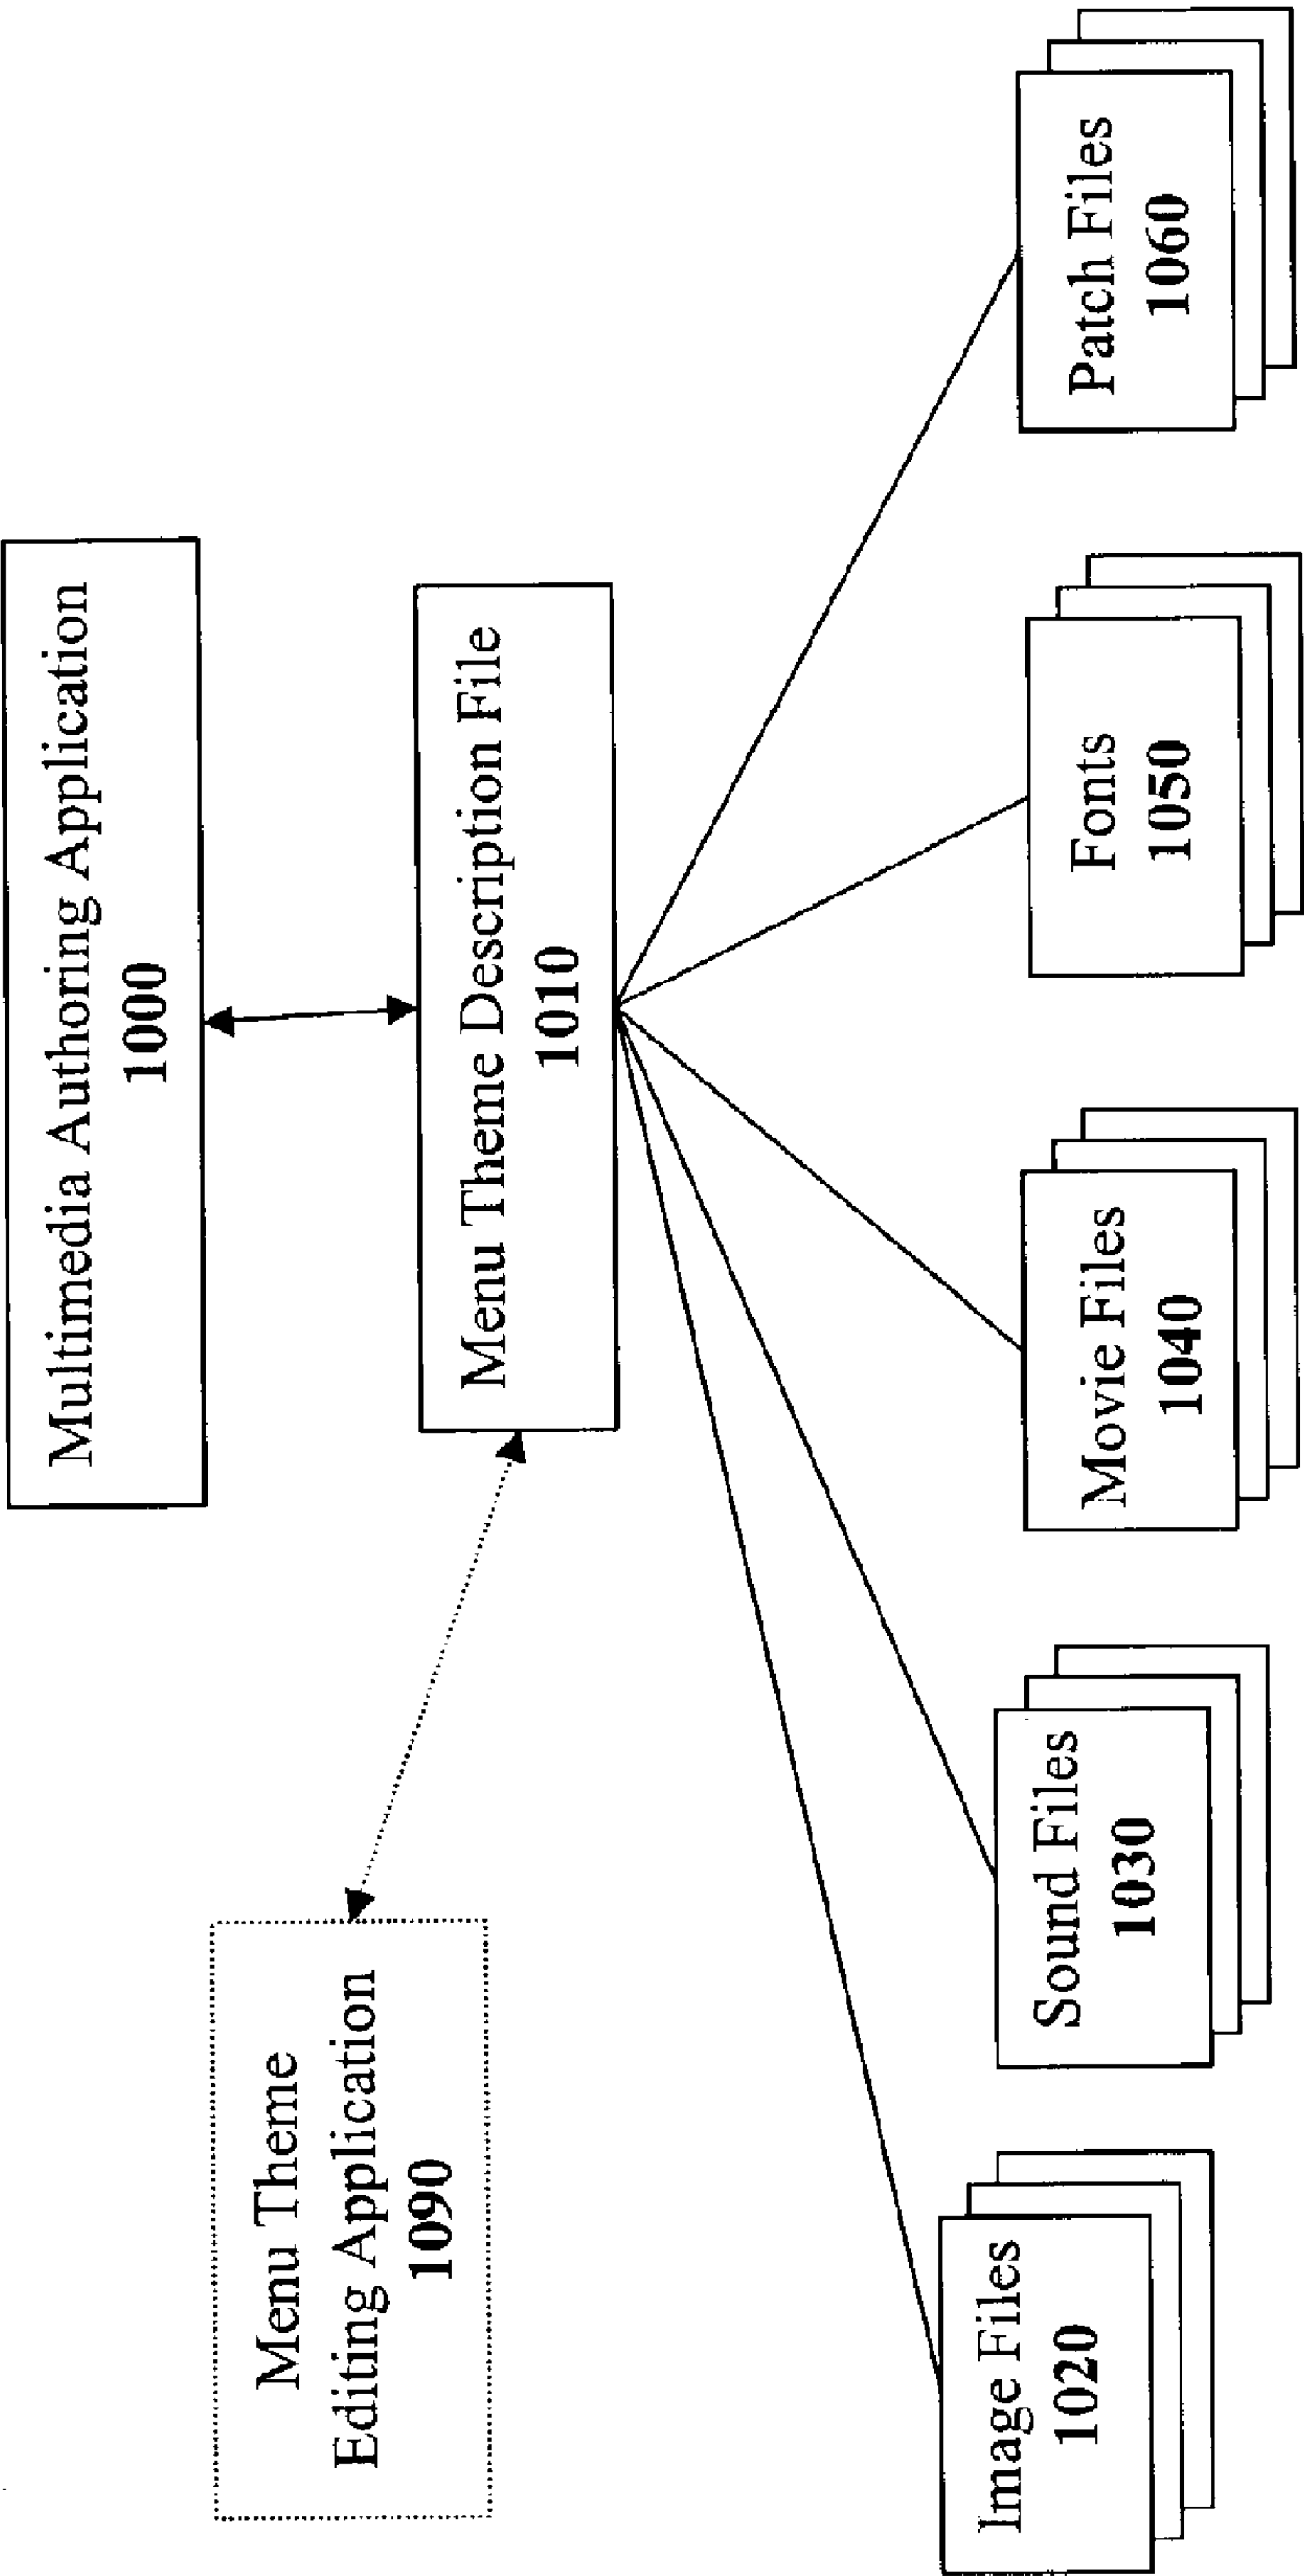 Multimedia Authoring Application
1000
Menu Theme
Editing Application
1090
Menu Theme Description File
1010
Image Files
1020
Sound Files
1030
Movie Files
1040
Fonts
1050
Patch Files
1060